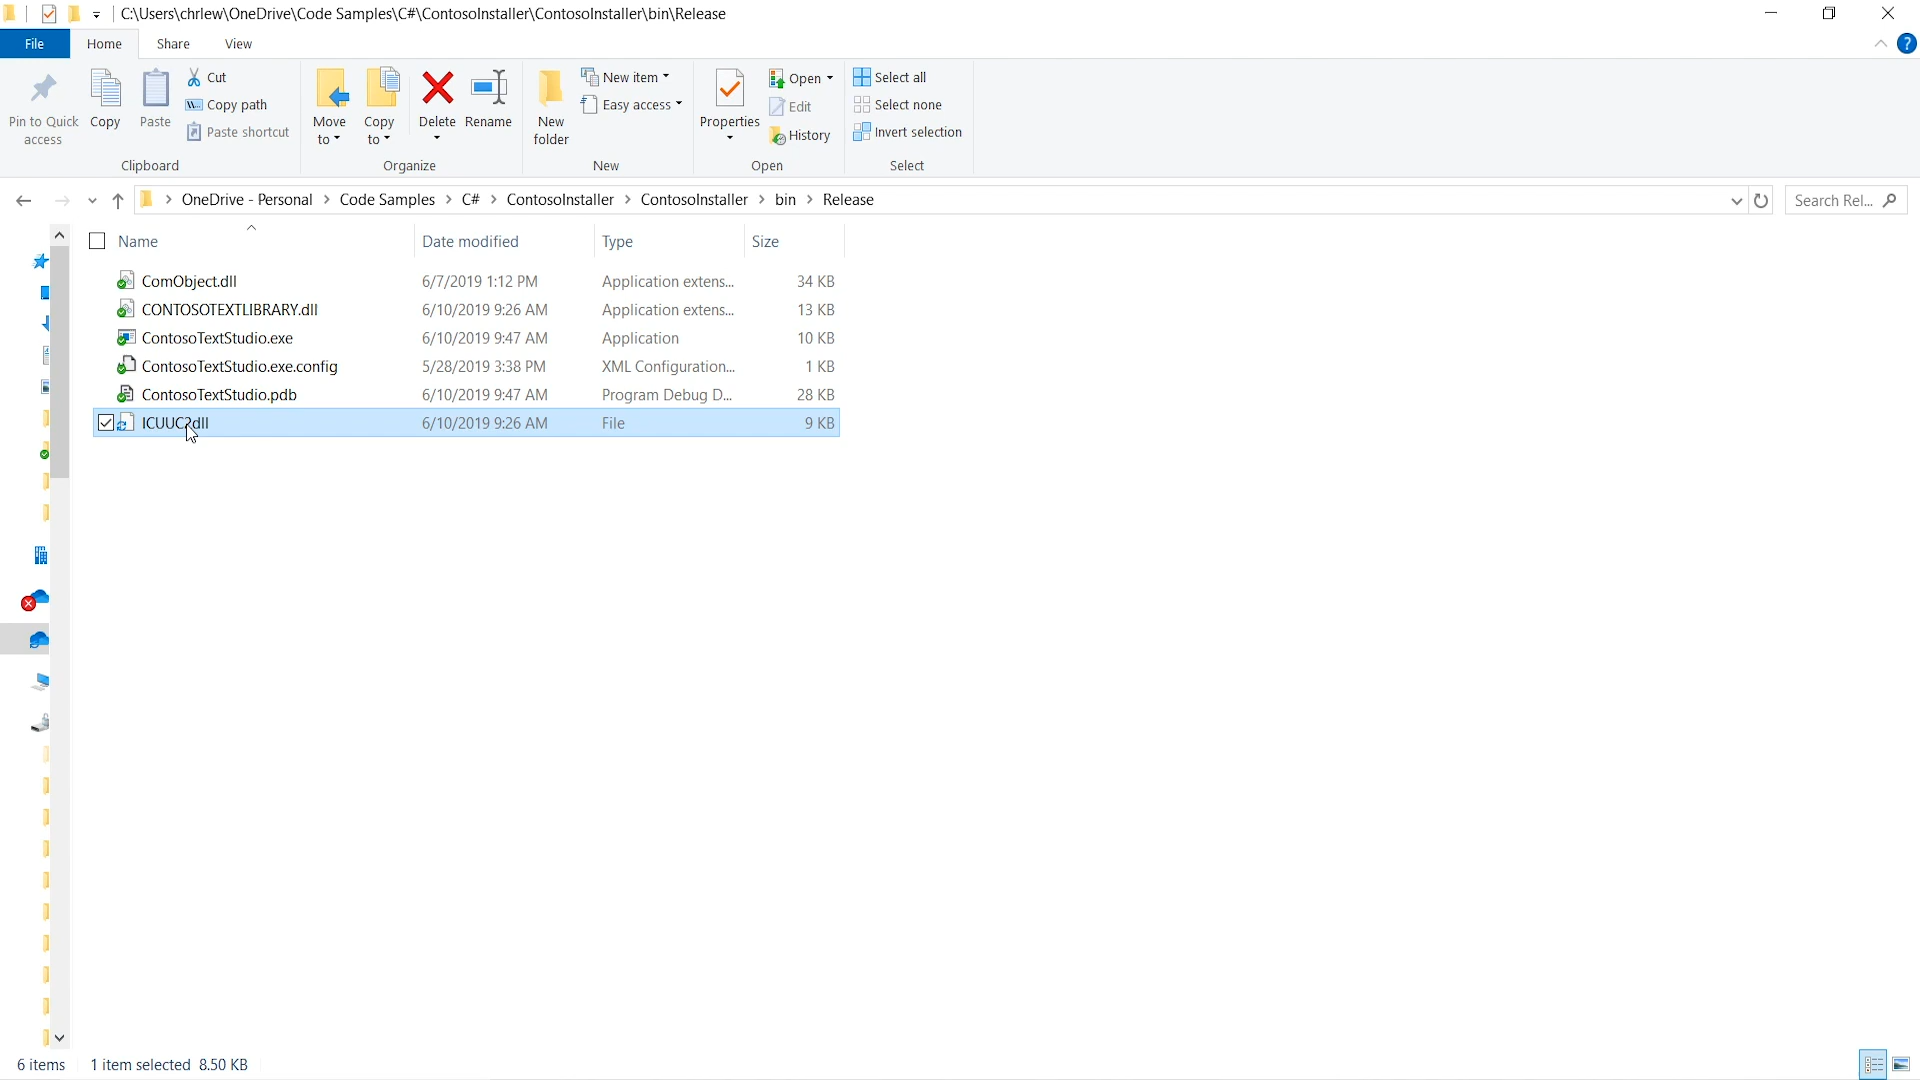 C:\Users\chrlew\OneDrive\Code Samples\C#\ContosoInstaller\ContosoInstaller\bin\Release
File Home Share View
Pin to Quick access
Copy
Paste
Cut
Copy path
Paste shortcut
Clipboard
Move to
Copy to
Delete
Rename
Organize
New folder
New item
Easy access
New
Properties
Open
Edit
History
Open
Select all
Select none
Invert selection
Select
OneDrive - Personal > Code Samples > C# > ContosoInstaller > ContosoInstaller > bin > Release
Search Rel...
Name Date modified Type Size
ComObject.dll 6/7/2019 1:12 PM Application extens... 34 KB
CONTOSOTEXTLIBRARY.dll 6/10/2019 9:26 AM Application extens... 13 KB
ContosoTextStudio.exe 6/10/2019 9:47 AM Application 10 KB
ContosoTextStudio.exe.config 5/28/2019 3:38 PM XML Configuration... 1 KB
ContosoTextStudio.pdb 6/10/2019 9:47 AM Program Debug D... 28 KB
ICUUC?dll 6/10/2019 9:26 AM File 9 KB
6 items 1 item selected 8.50 KB